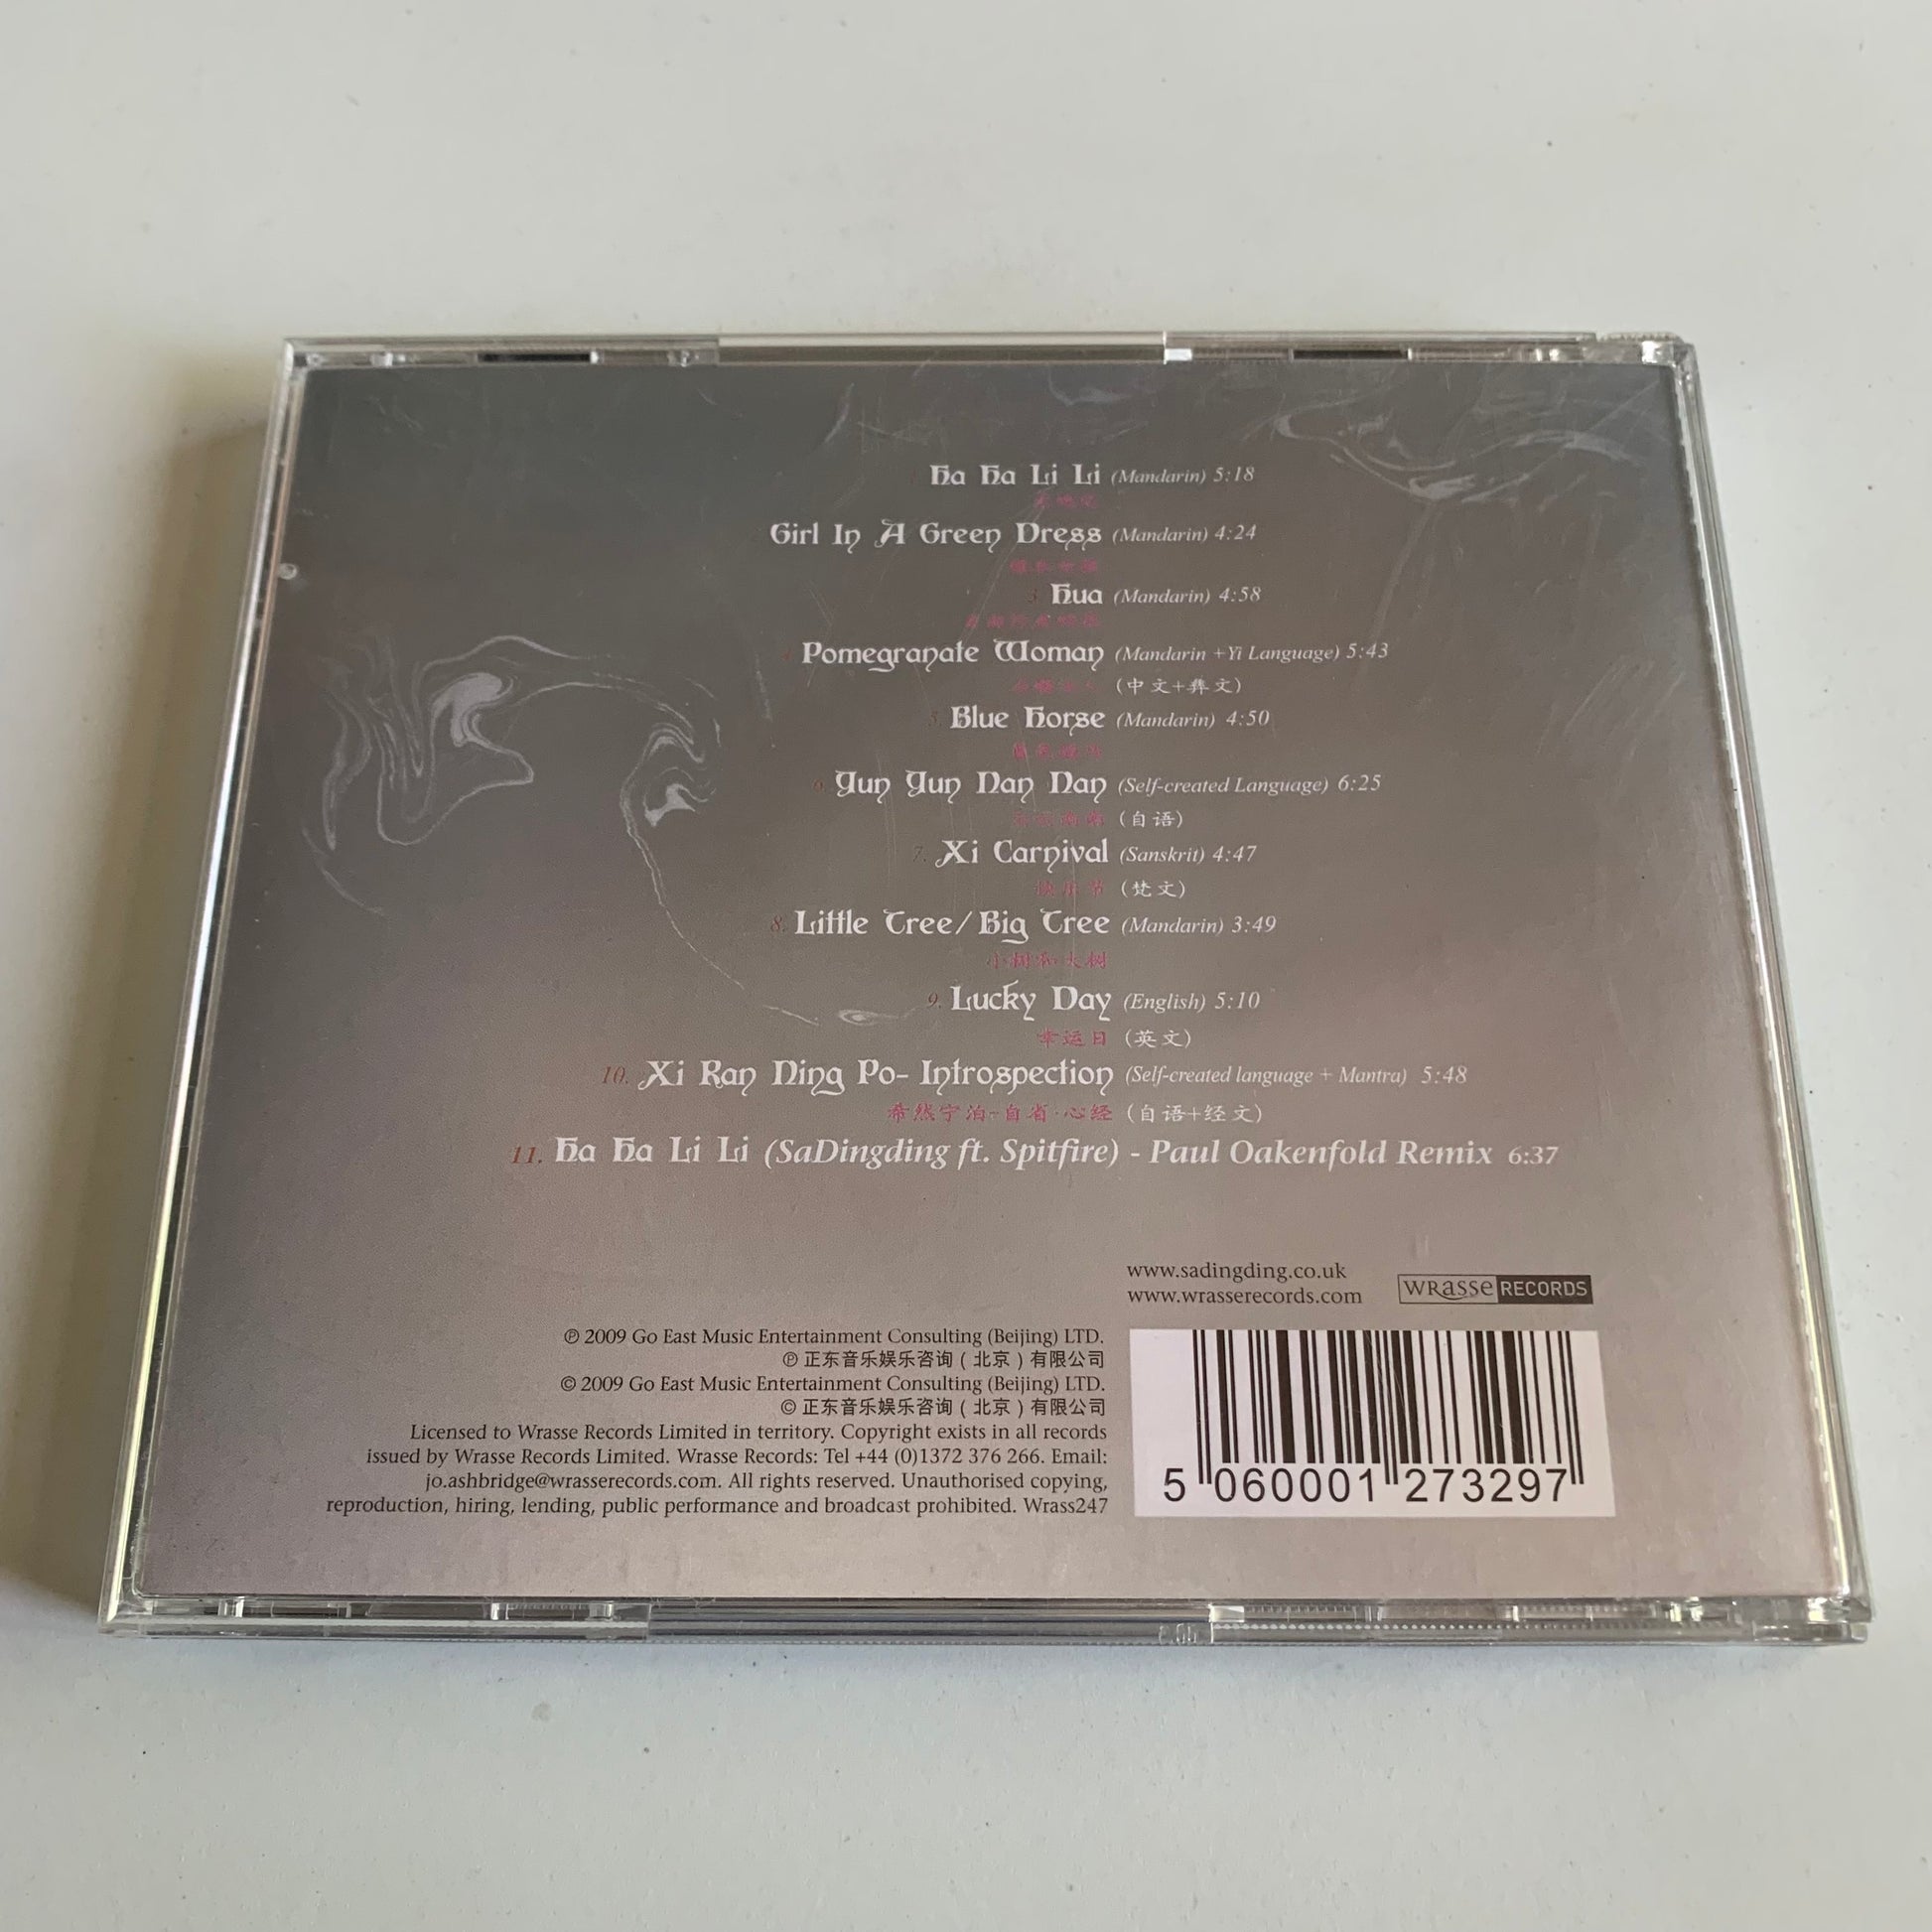 Ha Ha Li Li (Mandarin) 5:18
Girl In A Green Dress (Mandarin) 4:24
3. Hua (Mandarin) 4:58
Pomegranate Woman (Mandarin +Yi Language) 5:43
(中文+彝文)
5. Blue Horse (Mandarin) 4:50
6. Yun Yun Nan Nan (Self-created Language) 6:25
(自语)
7. Xi Carnival (Sanskrit) 4:47
(梵文)
8. Little Tree/Big Tree (Mandarin) 3:49
小树和大树
9. Lucky Day (English) 5:10
幸运日 (英文)
10. Xi Ran Ning Po- Introspection (Self-created language + Mantra) 5:48
希然宁泊-自省·心经 (自语+经文)
11. Ha Ha Li Li (SaDingding ft. Spitfire) - Paul Oakenfold Remix 6:37
www.sadingding.co.uk
www.wrasserecords.com
wrasse RECORDS
℗ 2009 Go East Music Entertainment Consulting (Beijing) LTD.
℗ 正东音乐娱乐咨询(北京)有限公司
© 2009 Go East Music Entertainment Consulting (Beijing) LTD.
© 正东音乐娱乐咨询(北京)有限公司
Licensed to Wrasse Records Limited in territory. Copyright exists in all records
issued by Wrasse Records Limited. Wrasse Records: Tel +44 (0)1372 376 266. Email:
jo.ashbridge@wrasserecords.com. All rights reserved. Unauthorised copying,
reproduction, hiring, lending, public performance and broadcast prohibited. Wrass247
5 060001 273297